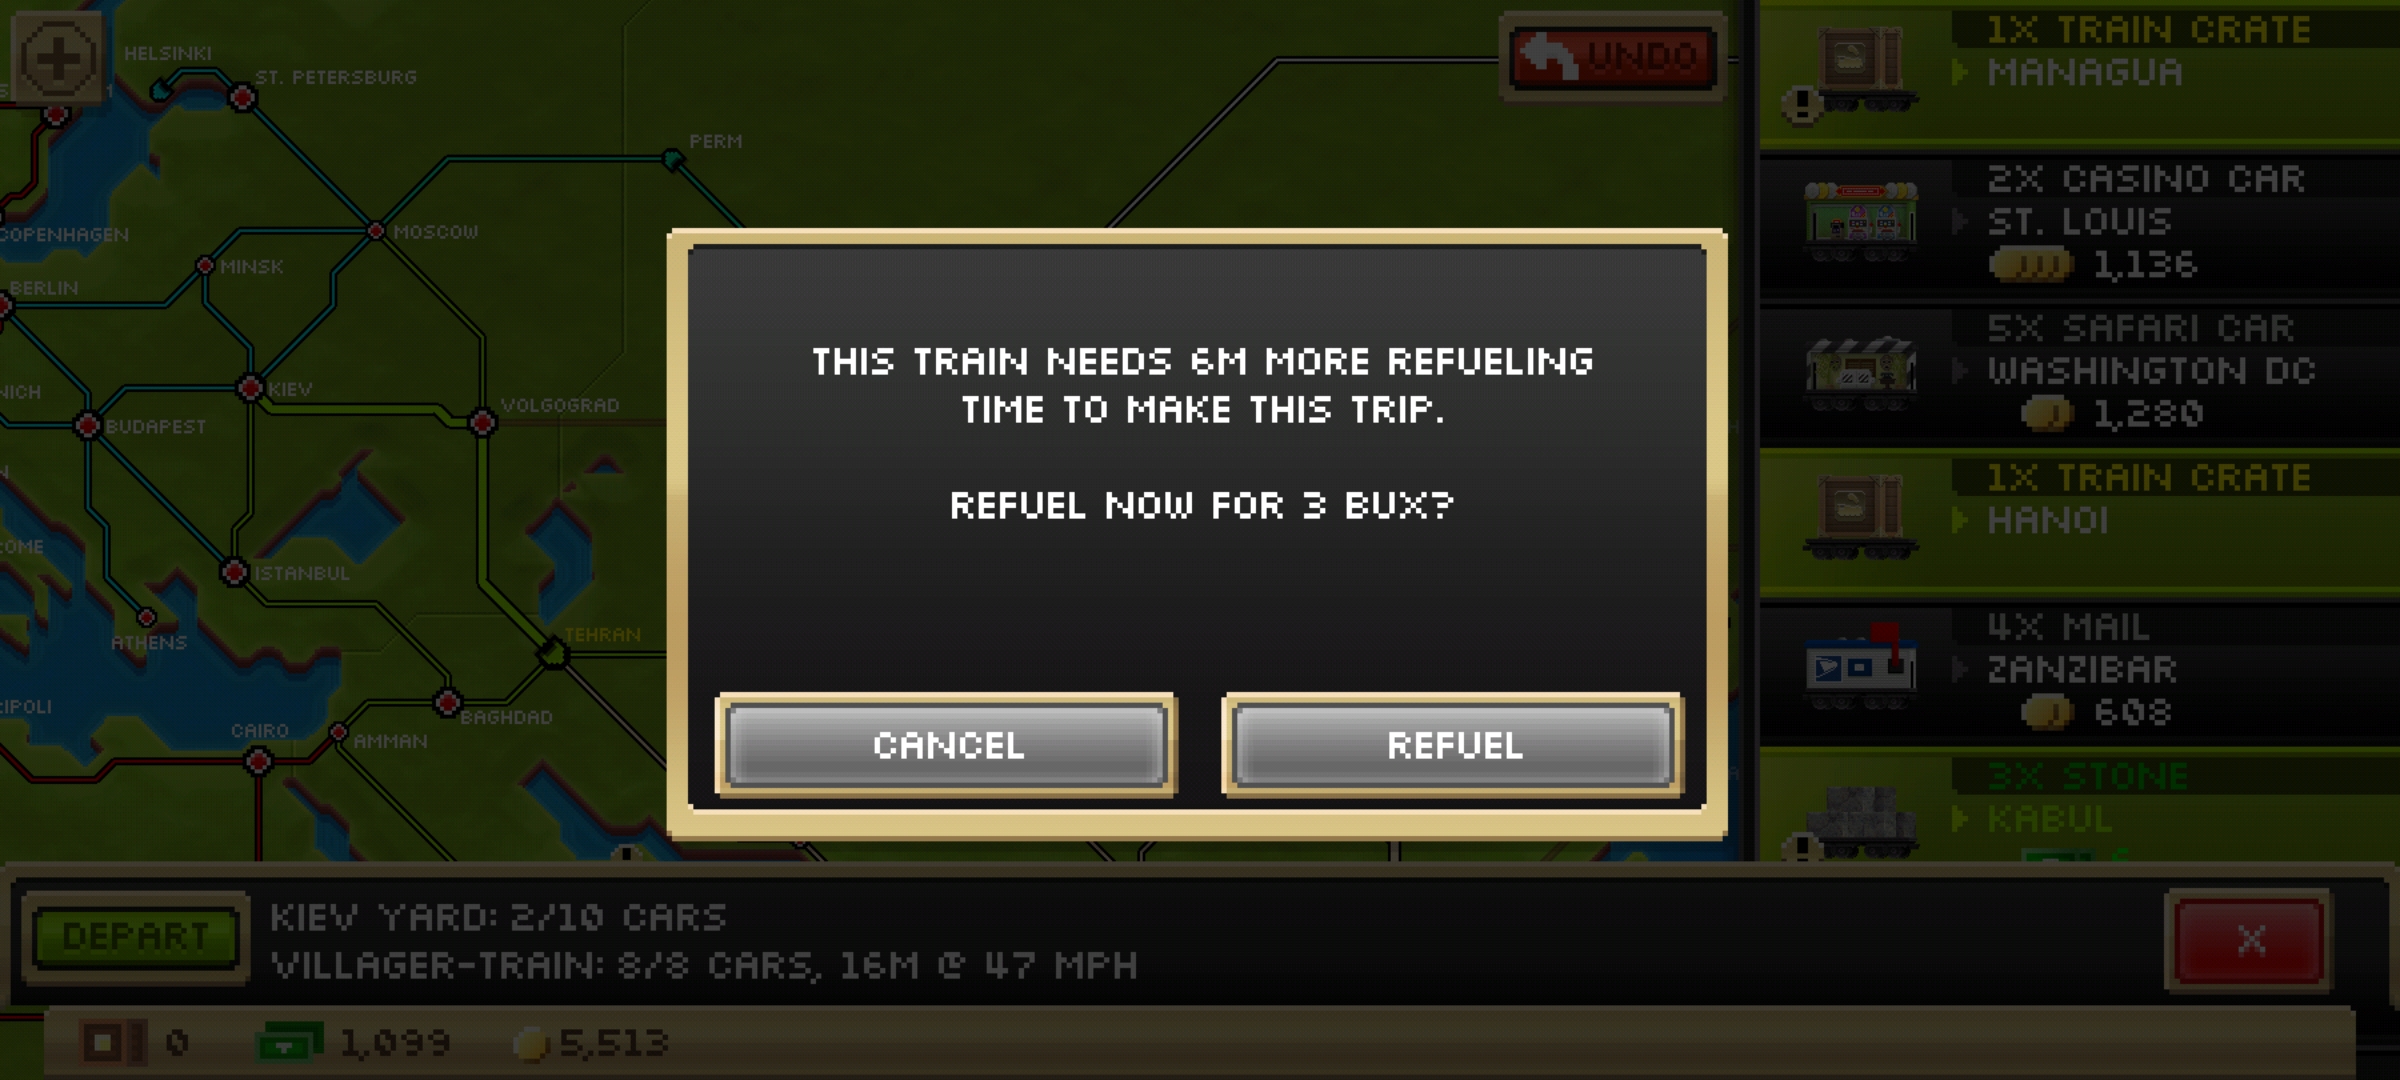 HELSINKI
ST. PETERSBURG
PERM
COPENHAGEN
MOSCOW
MINSK
BERLIN
NICH
KIEV
VOLGOGRAD
BUDAPEST
OME
ISTANBUL
ATHENS
TEHRAN
IPOLI
CAIRO
AMMAN
BAGHDAD
UNDO
THIS TRAIN NEEDS 6M MORE REFUELING
TIME TO MAKE THIS TRIP.
REFUEL NOW FOR 3 BUX?
CANCEL
REFUEL
1X TRAIN CRATE
MANAGUA
2X CASINO CAR
ST. LOUIS
1,136
5X SAFARI CAR
WASHINGTON DC
1,280
1X TRAIN CRATE
HANOI
4X MAIL
ZANZIBAR
608
3X STONE
KABUL
DEPART
KIEV YARD: 2/10 CARS
VILLAGER-TRAIN: 8/8 CARS, 16M @ 47 MPH
X
0
1,099
5,513